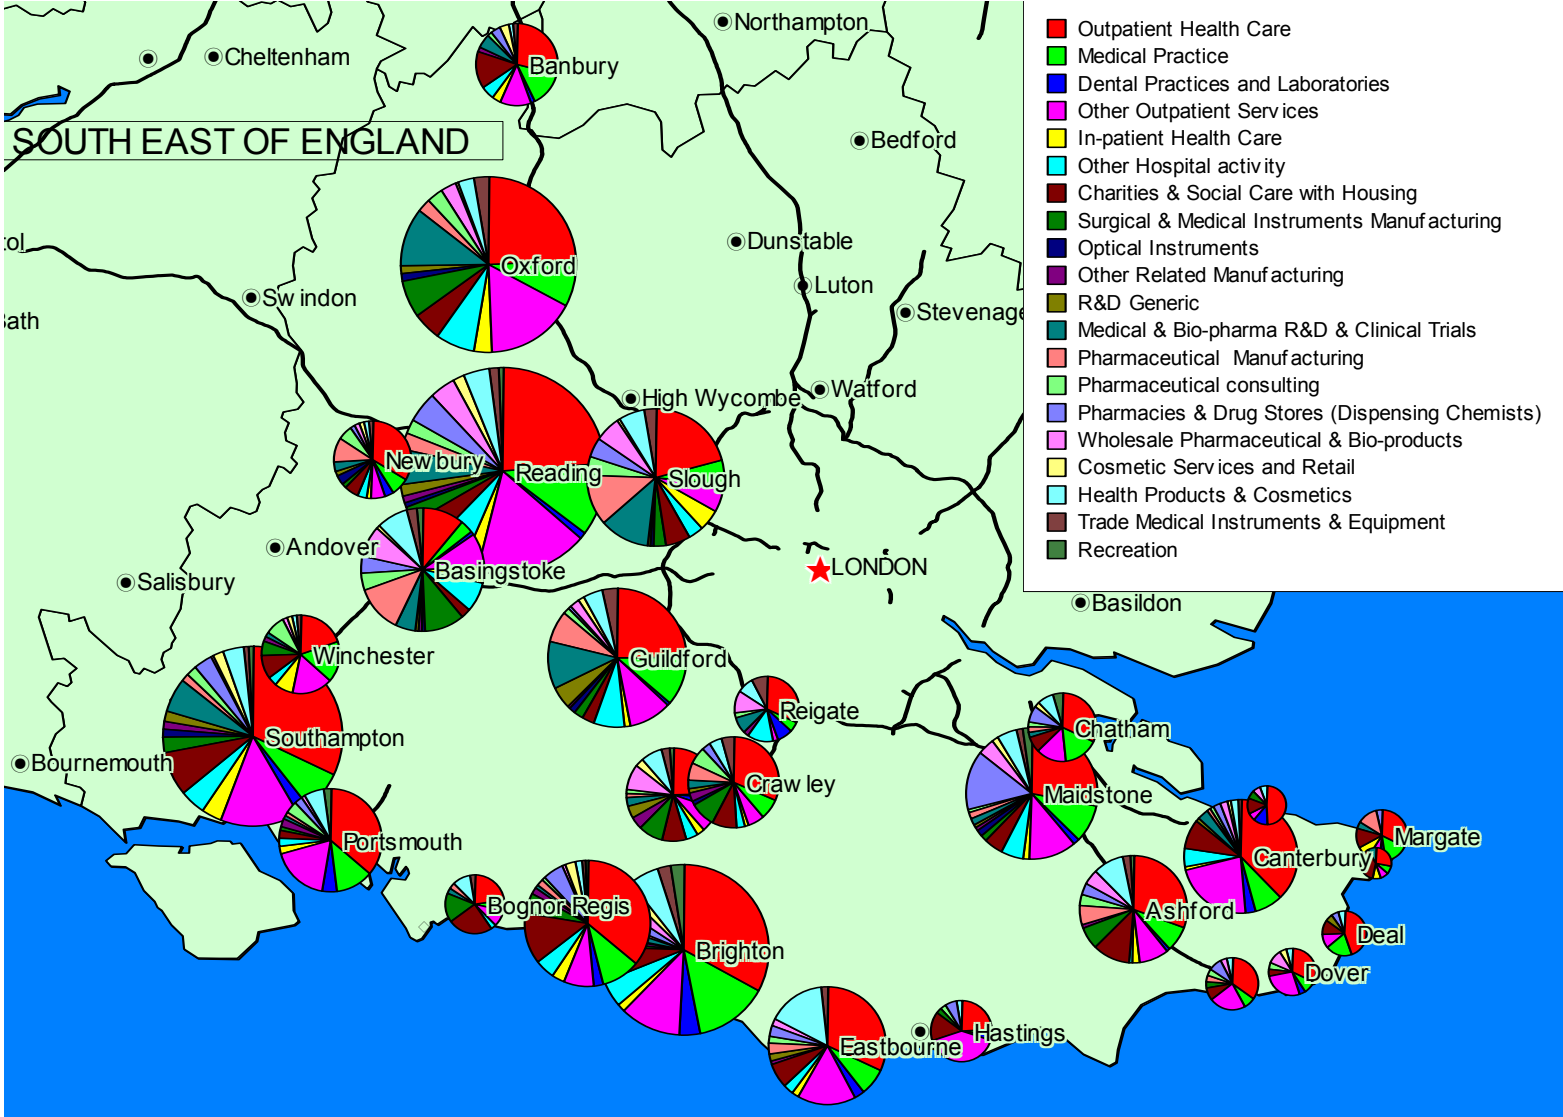 Northampton
Cheltenham
Banbury
SOUTH EAST OF ENGLAND
Bedford
Oxford
Dunstable
Luton
Swindon
Stevenage
High Wycombe
Watford
Newbury
Reading
Slough
Andover
Basingstoke
LONDON
Salisbury
Basildon
Winchester
Guildford
Reigate
Southampton
Chatham
Bournemouth
Crawley
Maidstone
Portsmouth
Margate
Canterbury
Bognor Regis
Ashford
Deal
Brighton
Dover
Hastings
Eastbourne
Outpatient Health Care
Medical Practice
Dental Practices and Laboratories
Other Outpatient Services
In-patient Health Care
Other Hospital activity
Charities & Social Care with Housing
Surgical & Medical Instruments Manufacturing
Optical Instruments
Other Related Manufacturing
R&D Generic
Medical & Bio-pharma R&D & Clinical Trials
Pharmaceutical Manufacturing
Pharmaceutical consulting
Pharmacies & Drug Stores (Dispensing Chemists)
Wholesale Pharmaceutical & Bio-products
Cosmetic Services and Retail
Health Products & Cosmetics
Trade Medical Instruments & Equipment
Recreation